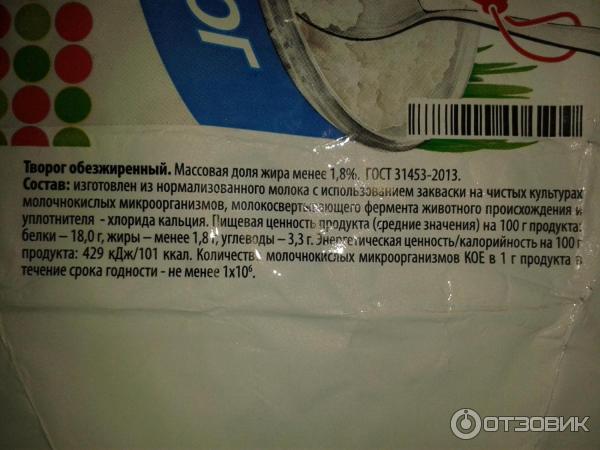 ОГ
Творог обезжиренный. Массовая доля жира менее 1,8%. ГОСТ 31453-2013.
Состав: изготовлен из нормализованного молока с использованием закваски на чистых культурах
молочнокислых микроорганизмов, молокосвертывающего фермента животного происхождения и
уплотнителя - хлорида кальция. Пищевая ценность продукта (средние значения) на 100 г продукта:
белки – 18,0 г, жиры – менее 1,8 г, углеводы – 3,3 г. Энергетическая ценность/калорийность на 100 г
продукта: 429 кДж/101 ккал. Количество молочнокислых микроорганизмов КОЕ в 1 г продукта в
течение срока годности - не менее 1х10⁶.
ОТЗОВИК